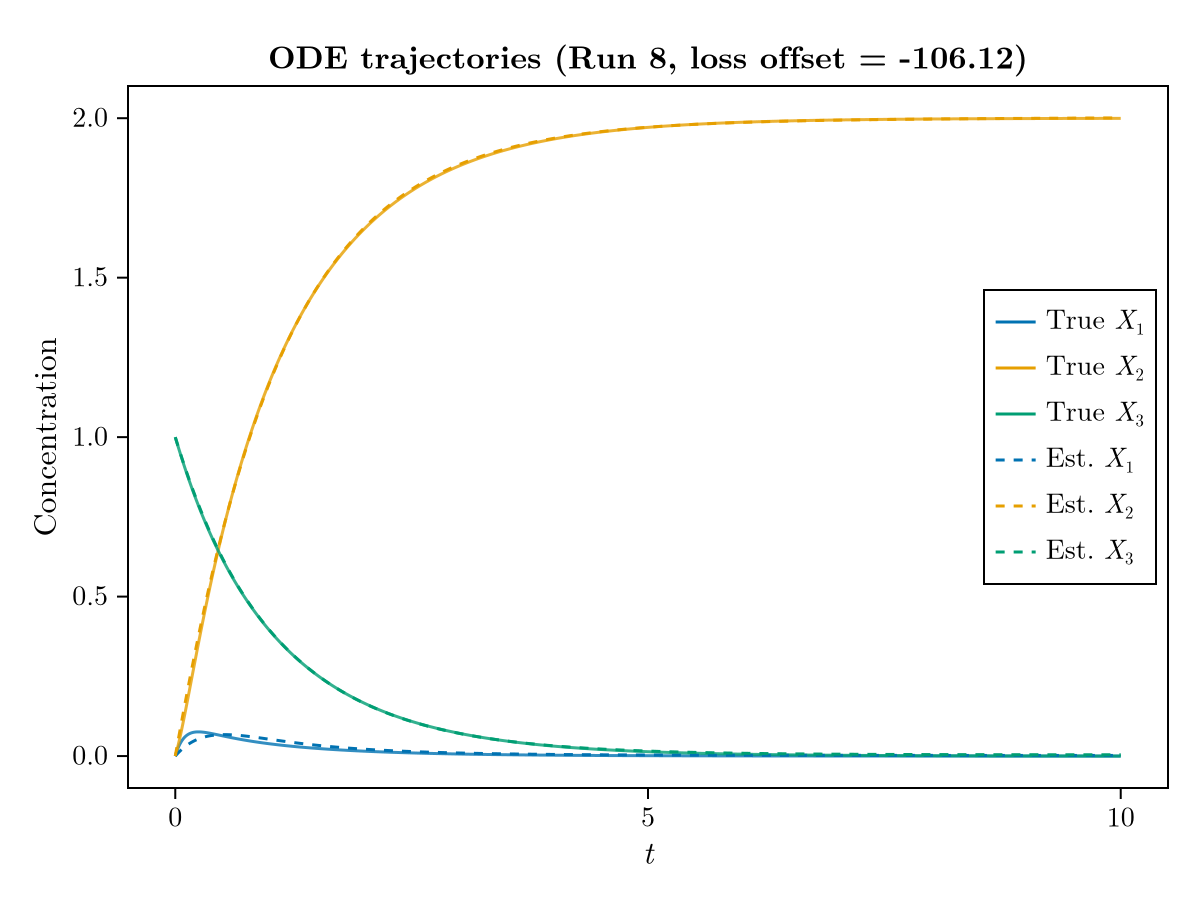 ODE trajectories (Run 8, loss offset = -106.12)
2.0
1.5
1.0
0.5
0.0
Concentration
0
5
10
t
True X₁
True X₂
True X₃
Est. X₁
Est. X₂
Est. X₃